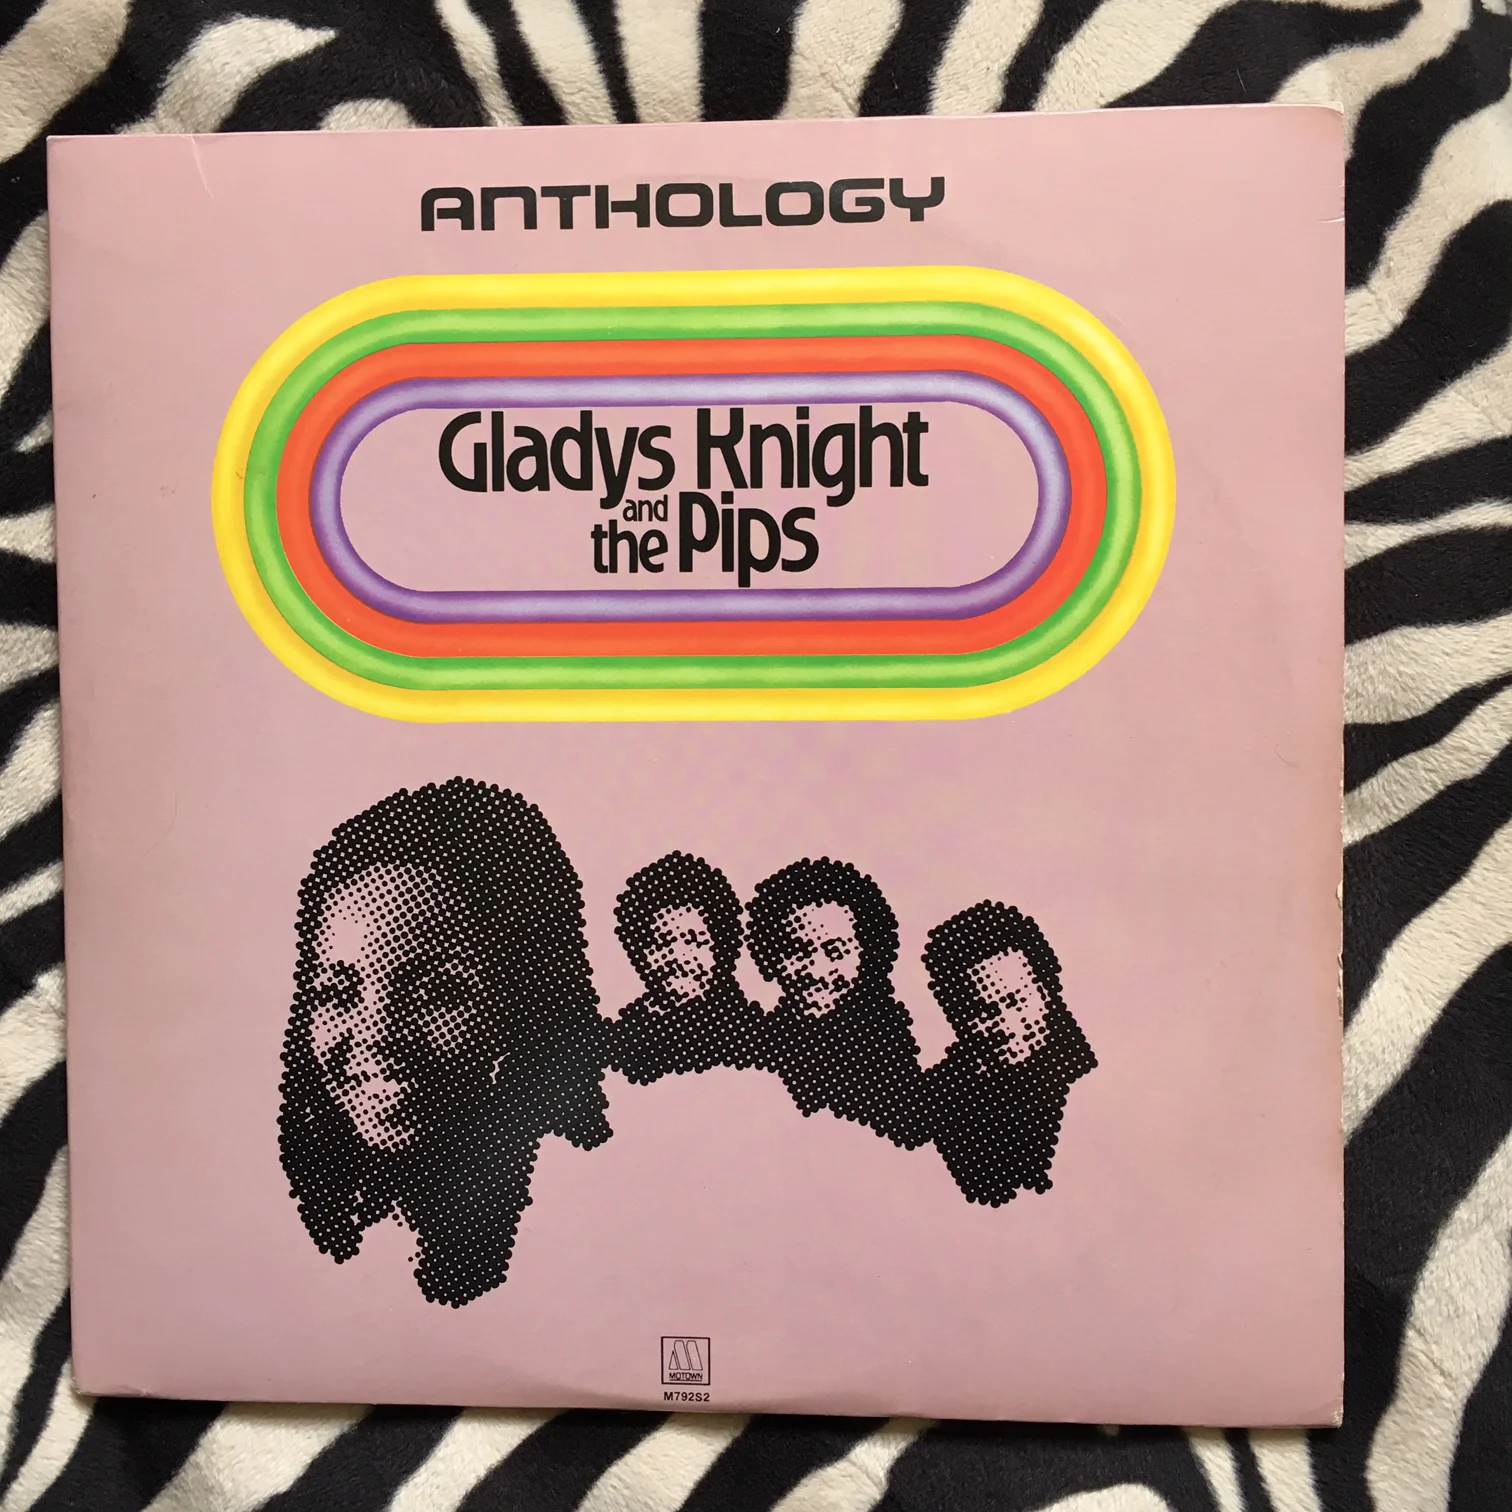 ANTHOLOGY
Gladys Knight
and
the Pips
MOTOWN
M792S2